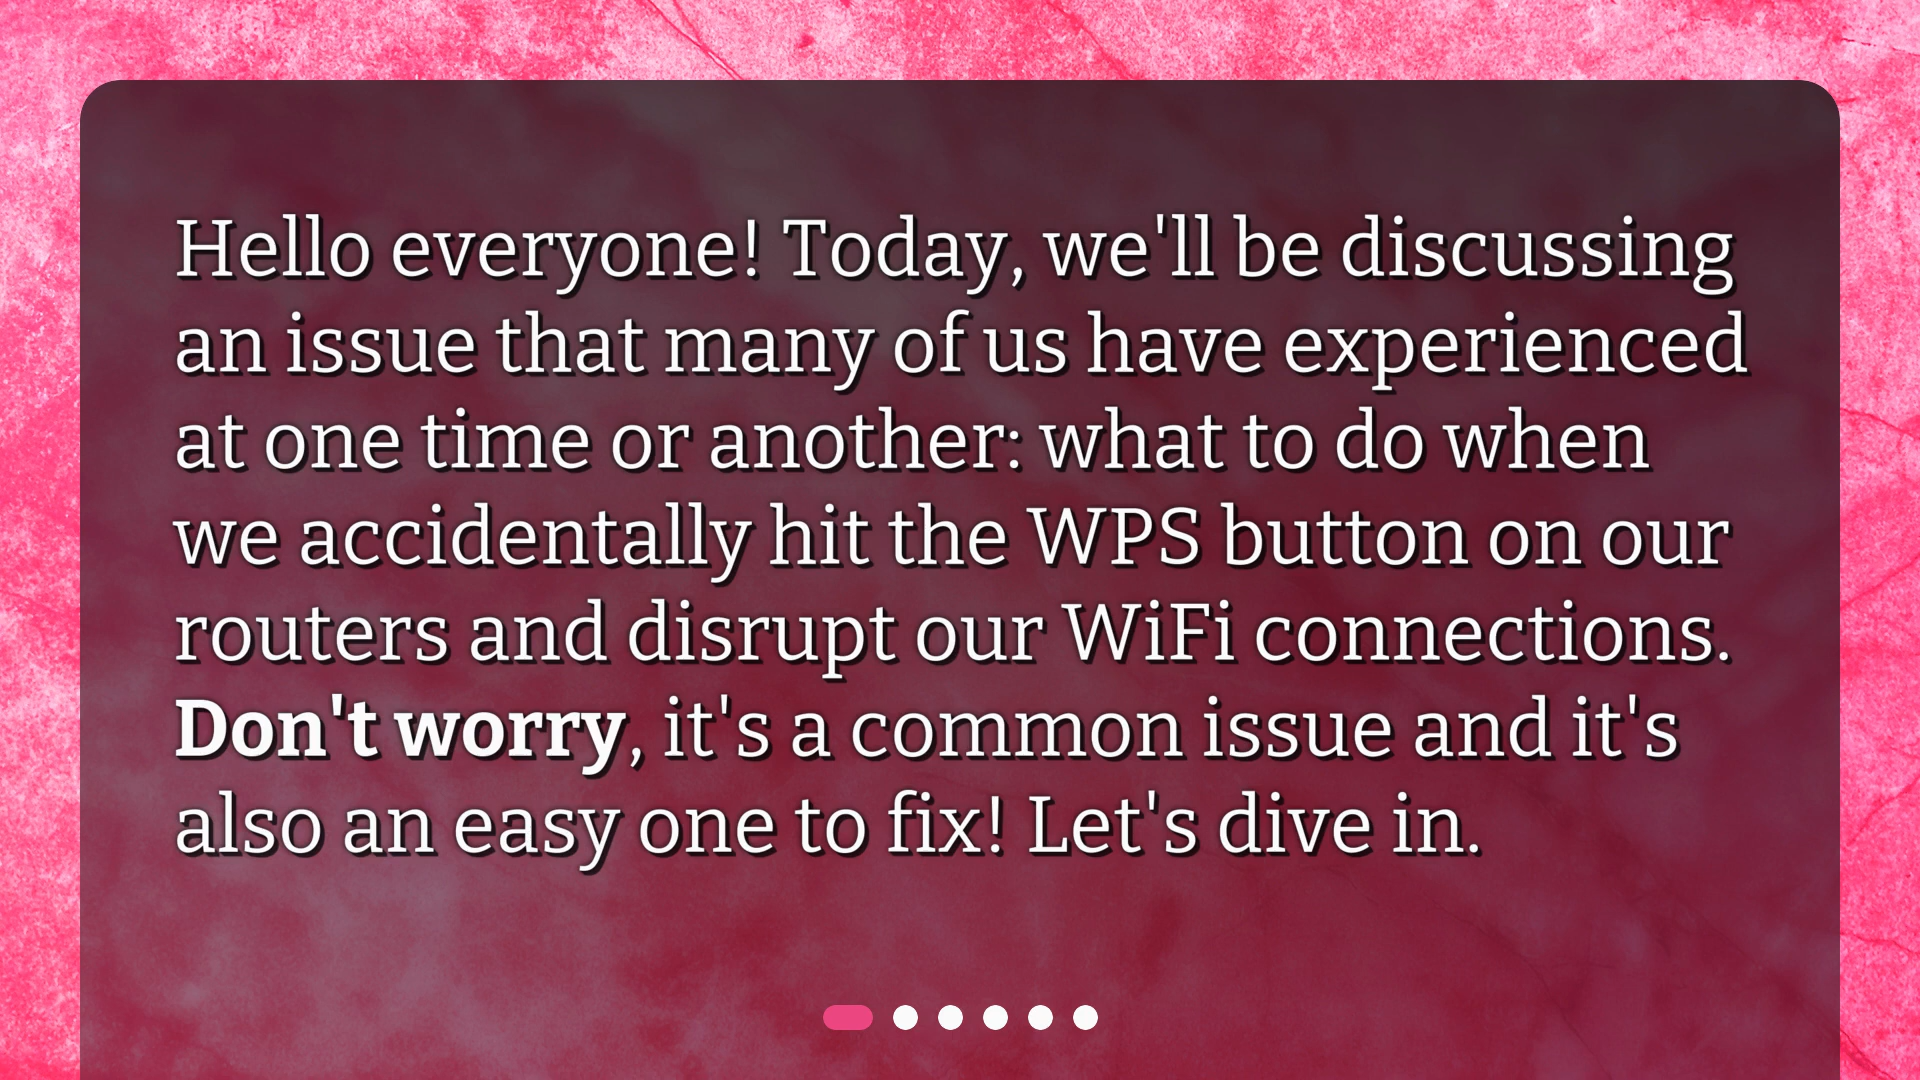 Hello everyone! Today, we'll be discussing
an issue that many of us have experienced
at one time or another: what to do when
we accidentally hit the WPS button on our
routers and disrupt our WiFi connections.
Don't worry, it's a common issue and it's
also an easy one to fix! Let's dive in.